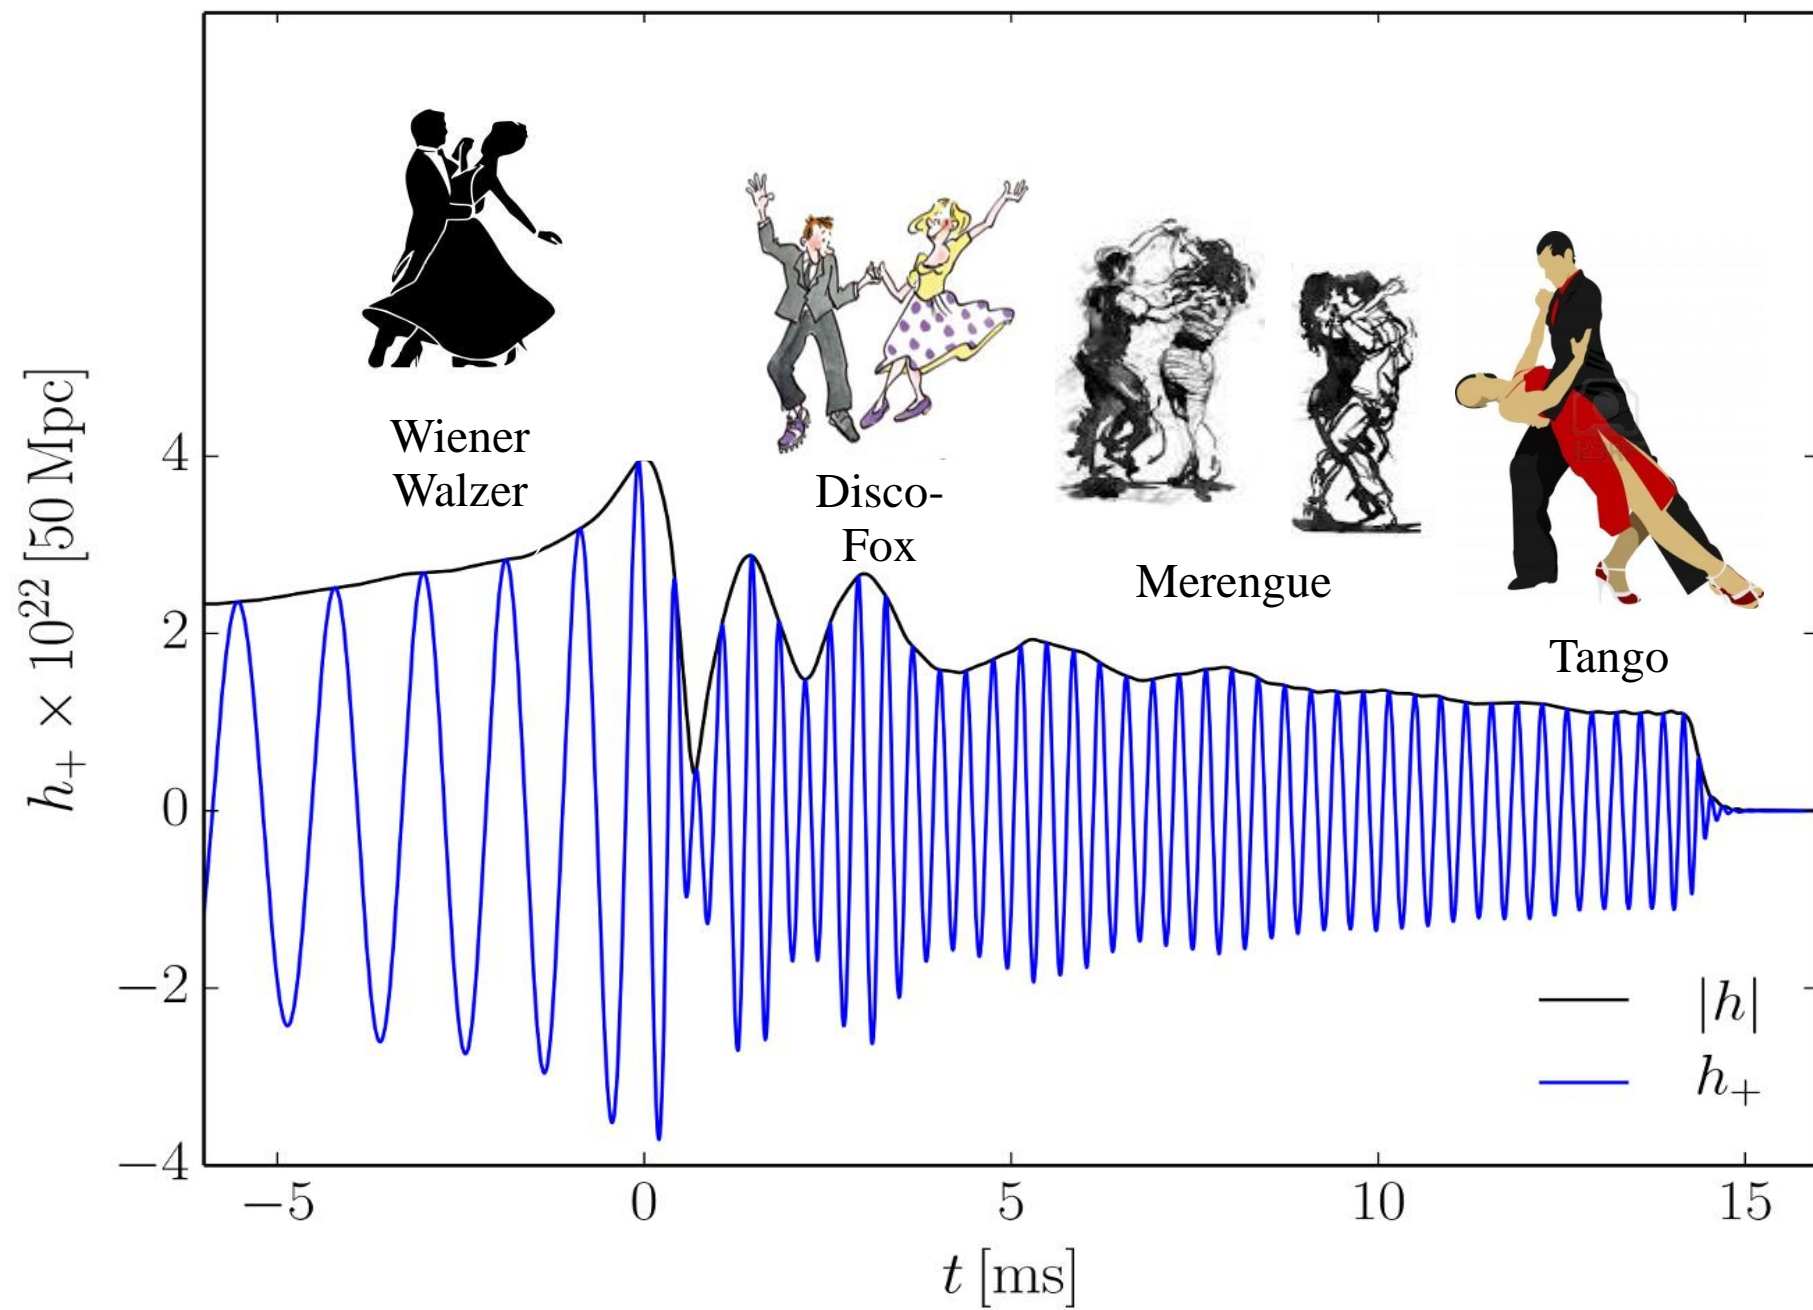 Wiener
Walzer
Disco-
Fox
Merengue
Tango
h₊ × 10²² [50 Mpc]
4
2
0
−2
−4
|h|
h₊
−5 0 5 10 15
t [ms]